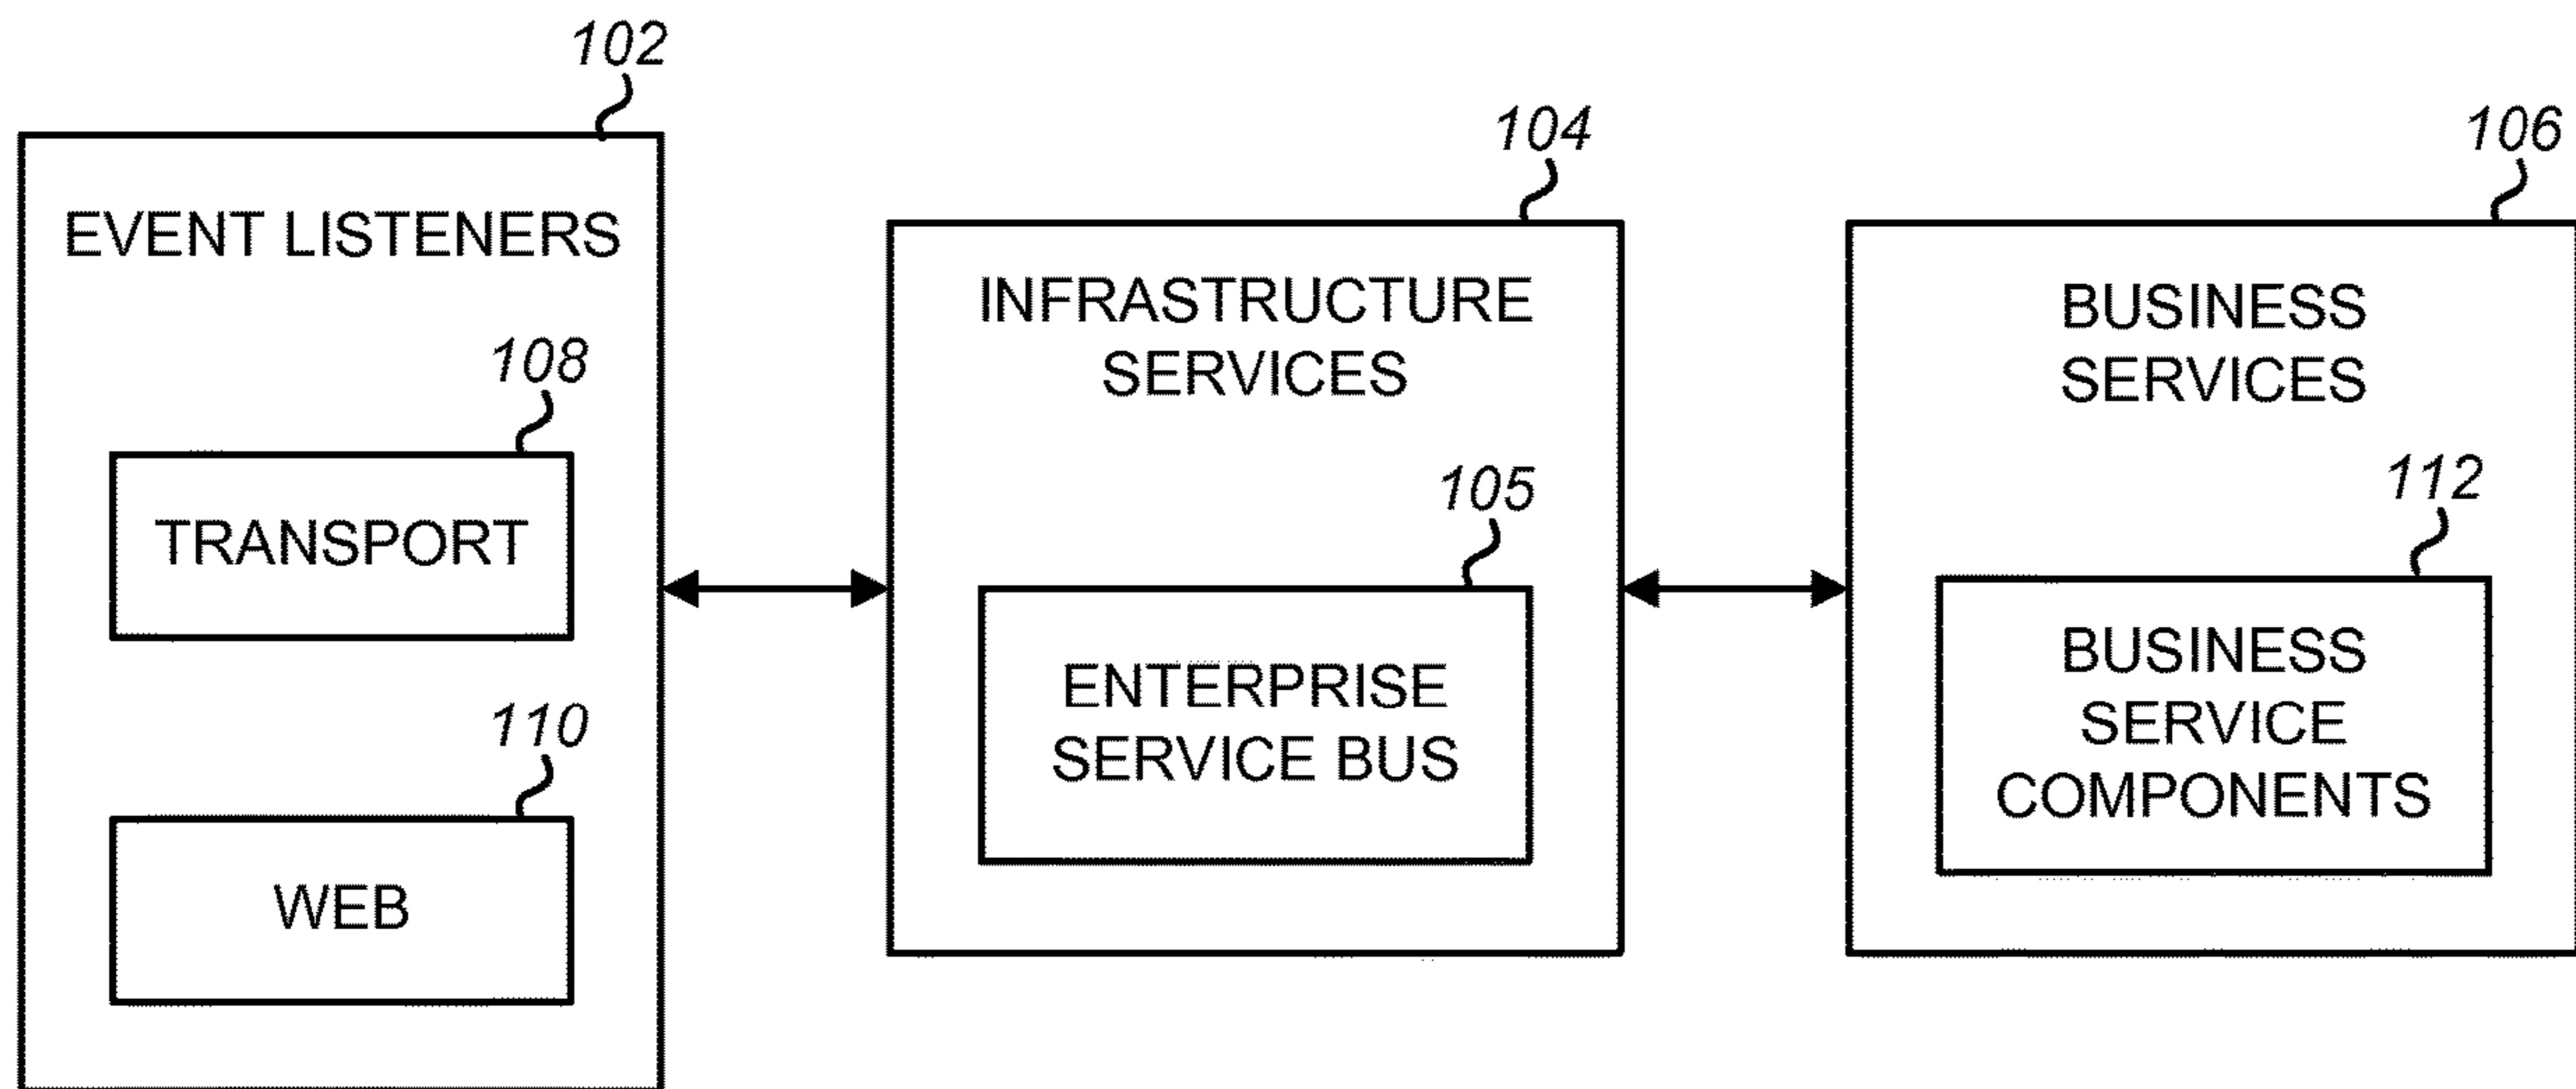 102
EVENT LISTENERS
108
TRANSPORT
110
WEB
104
INFRASTRUCTURE
SERVICES
105
ENTERPRISE
SERVICE BUS
106
BUSINESS
SERVICES
112
BUSINESS
SERVICE
COMPONENTS